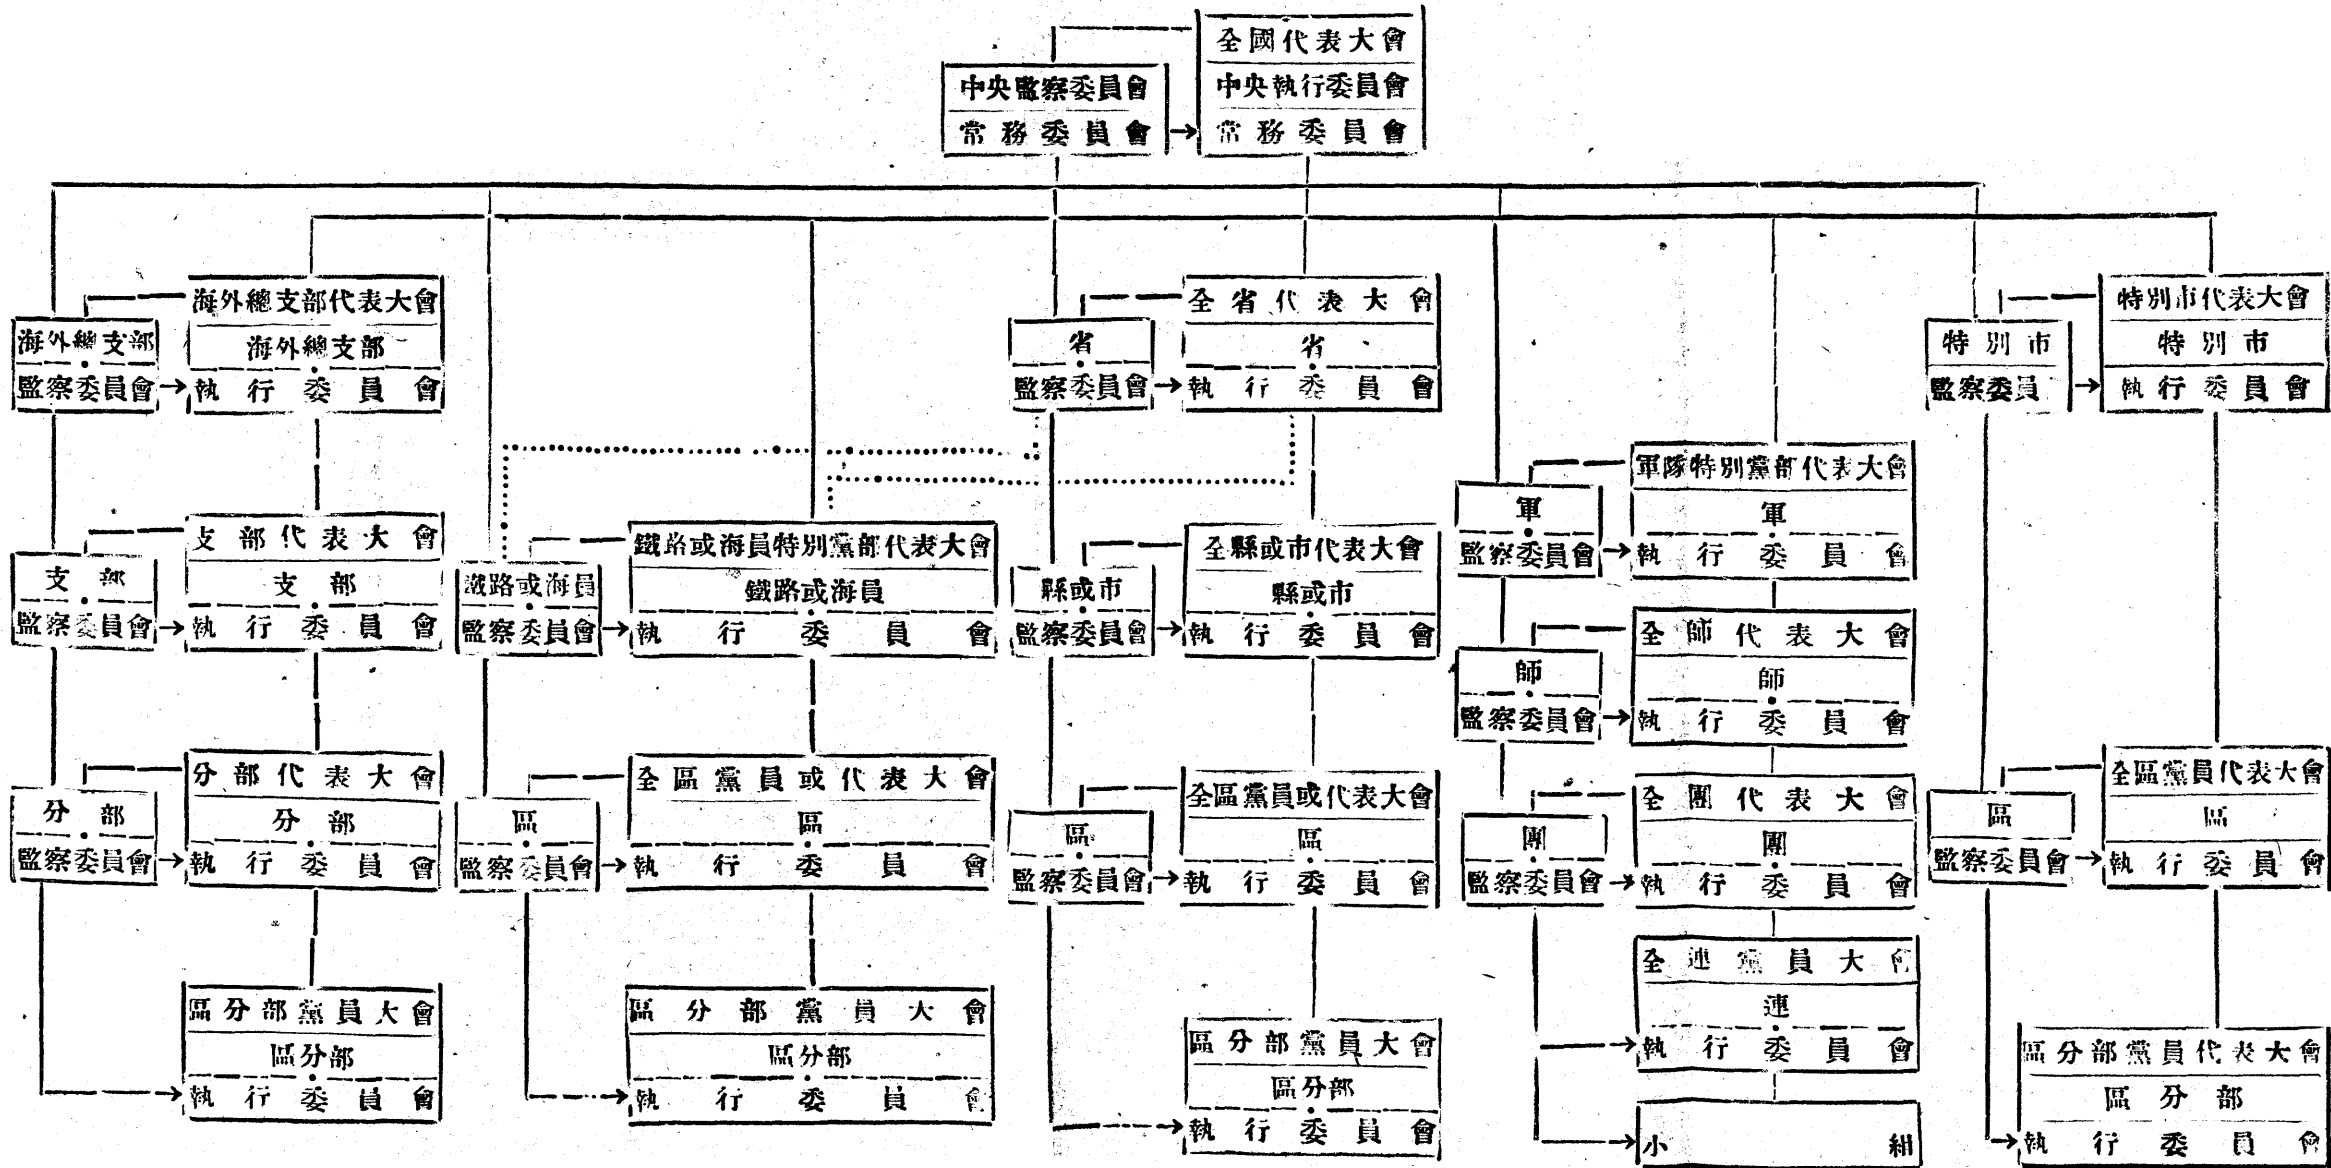 全國代表大會
中央執行委員會
常務委員會
中央監察委員會
常務委員會
海外總支部代表大會
海外總支部
執行委員會
海外總支部
監察委員會
支部代表大會
支部
執行委員會
支部
監察委員會
分部代表大會
分部
執行委員會
分部
監察委員會
區分部黨員大會
區分部
執行委員會
鐵路或海員特別黨部代表大會
鐵路或海員
執行委員會
鐵路或海員
監察委員會
全區黨員或代表大會
區
執行委員會
區
監察委員會
區分部黨員大會
區分部
執行委員會
全省代表大會
省
執行委員會
省
監察委員會
全縣或市代表大會
縣或市
執行委員會
縣或市
監察委員會
全區黨員或代表大會
區
執行委員會
區
監察委員會
區分部黨員大會
區分部
執行委員會
軍隊特別黨部代表大會
軍
執行委員會
軍
監察委員會
全師代表大會
師
執行委員會
師
監察委員會
全團代表大會
團
執行委員會
團
監察委員會
全連黨員大會
連
執行委員會
小組
特別市代表大會
特別市
執行委員會
特別市
監察委員
全區黨員代表大會
區
執行委員會
區
監察委員會
區分部黨員代表大會
區分部
執行委員會